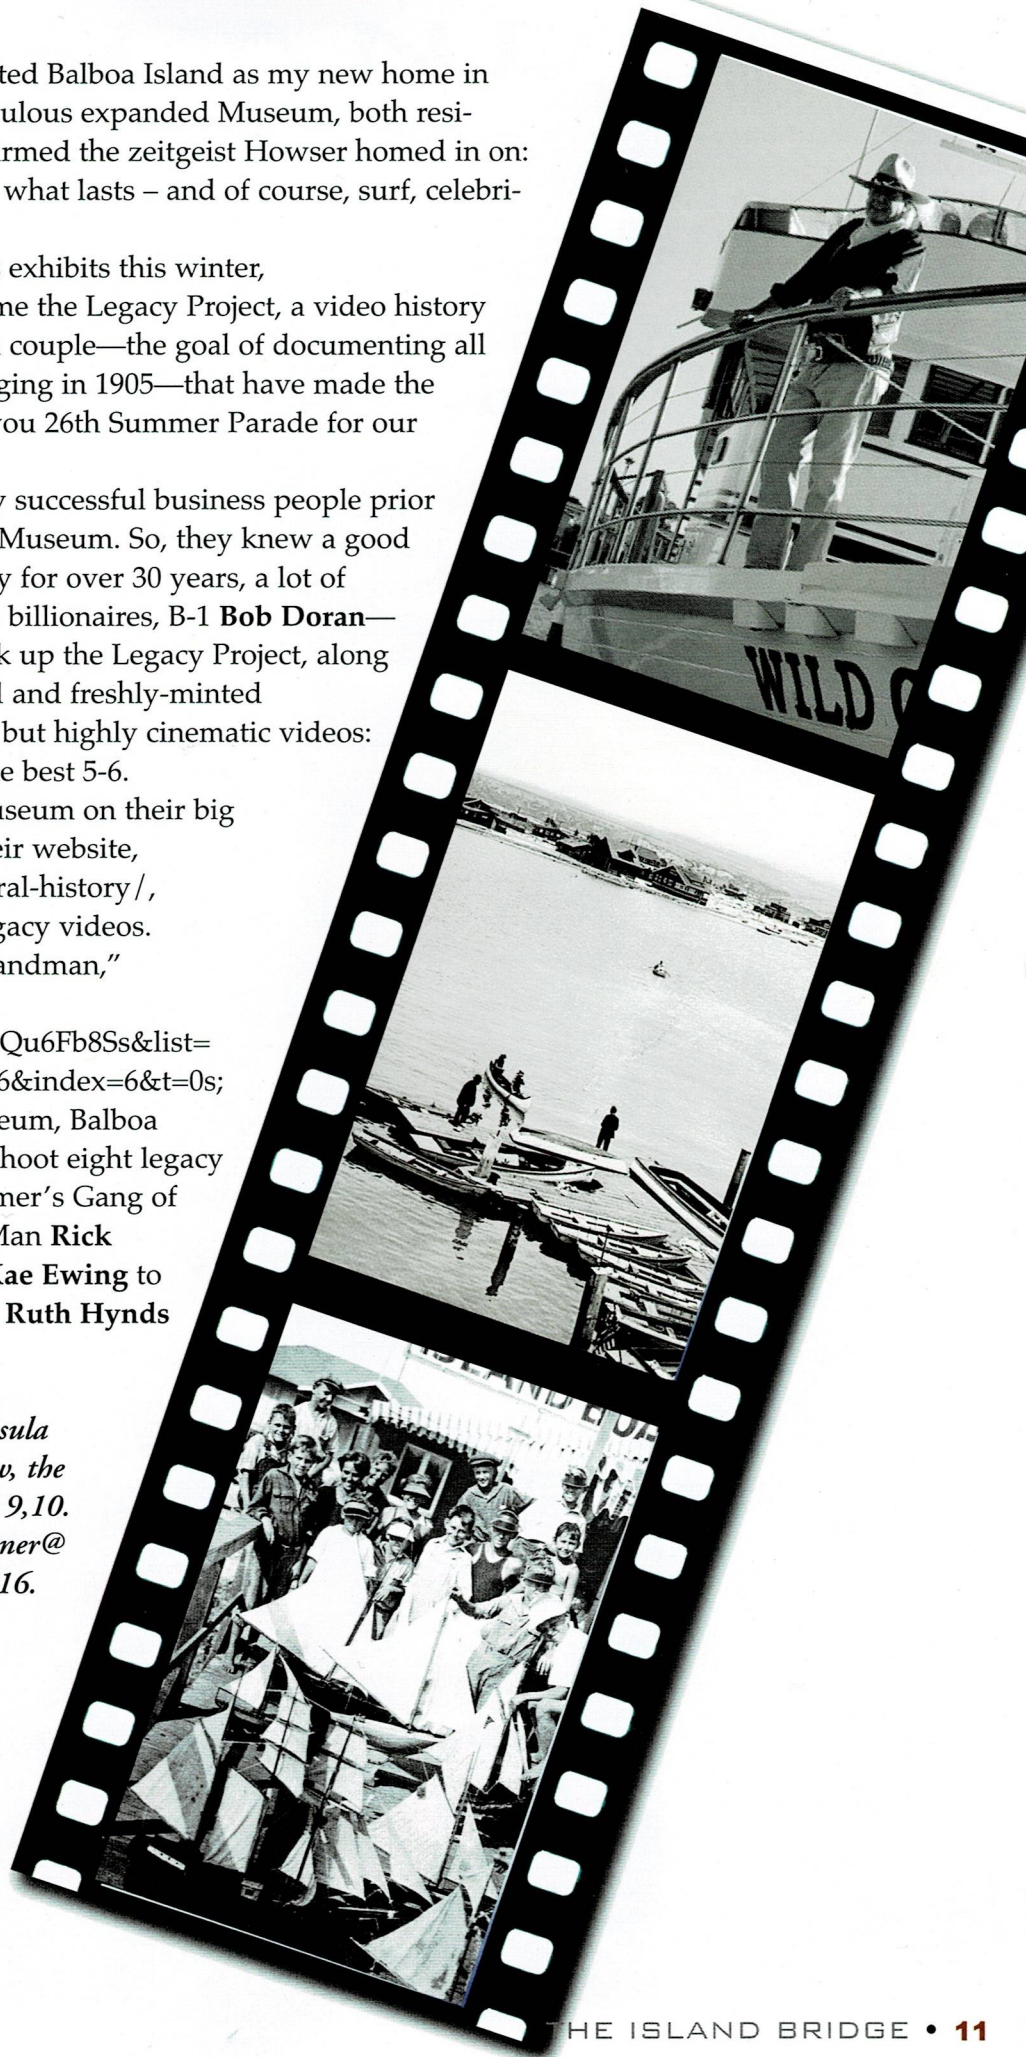 ted Balboa Island as my new home in
ulous expanded Museum, both resi-
rmed the zeitgeist Howser homed in on:
what lasts – and of course, surf, celebri-
exhibits this winter,
me the Legacy Project, a video history
couple—the goal of documenting all
ging in 1905—that have made the
you 26th Summer Parade for our
y successful business people prior
Museum. So, they knew a good
y for over 30 years, a lot of
billionaires, B-1 Bob Doran—
k up the Legacy Project, along
l and freshly-minted
but highly cinematic videos:
e best 5-6.
useum on their big
eir website,
ral-history/,
gacy videos.
andman,”
Qu6Fb8Ss&list=
6&index=6&t=0s;
eum, Balboa
hoot eight legacy
mer’s Gang of
Man Rick
Kae Ewing to
Ruth Hynds
sula
w, the
9,10.
ner@
16.
WILD
ISLAND
THE ISLAND BRIDGE • 11